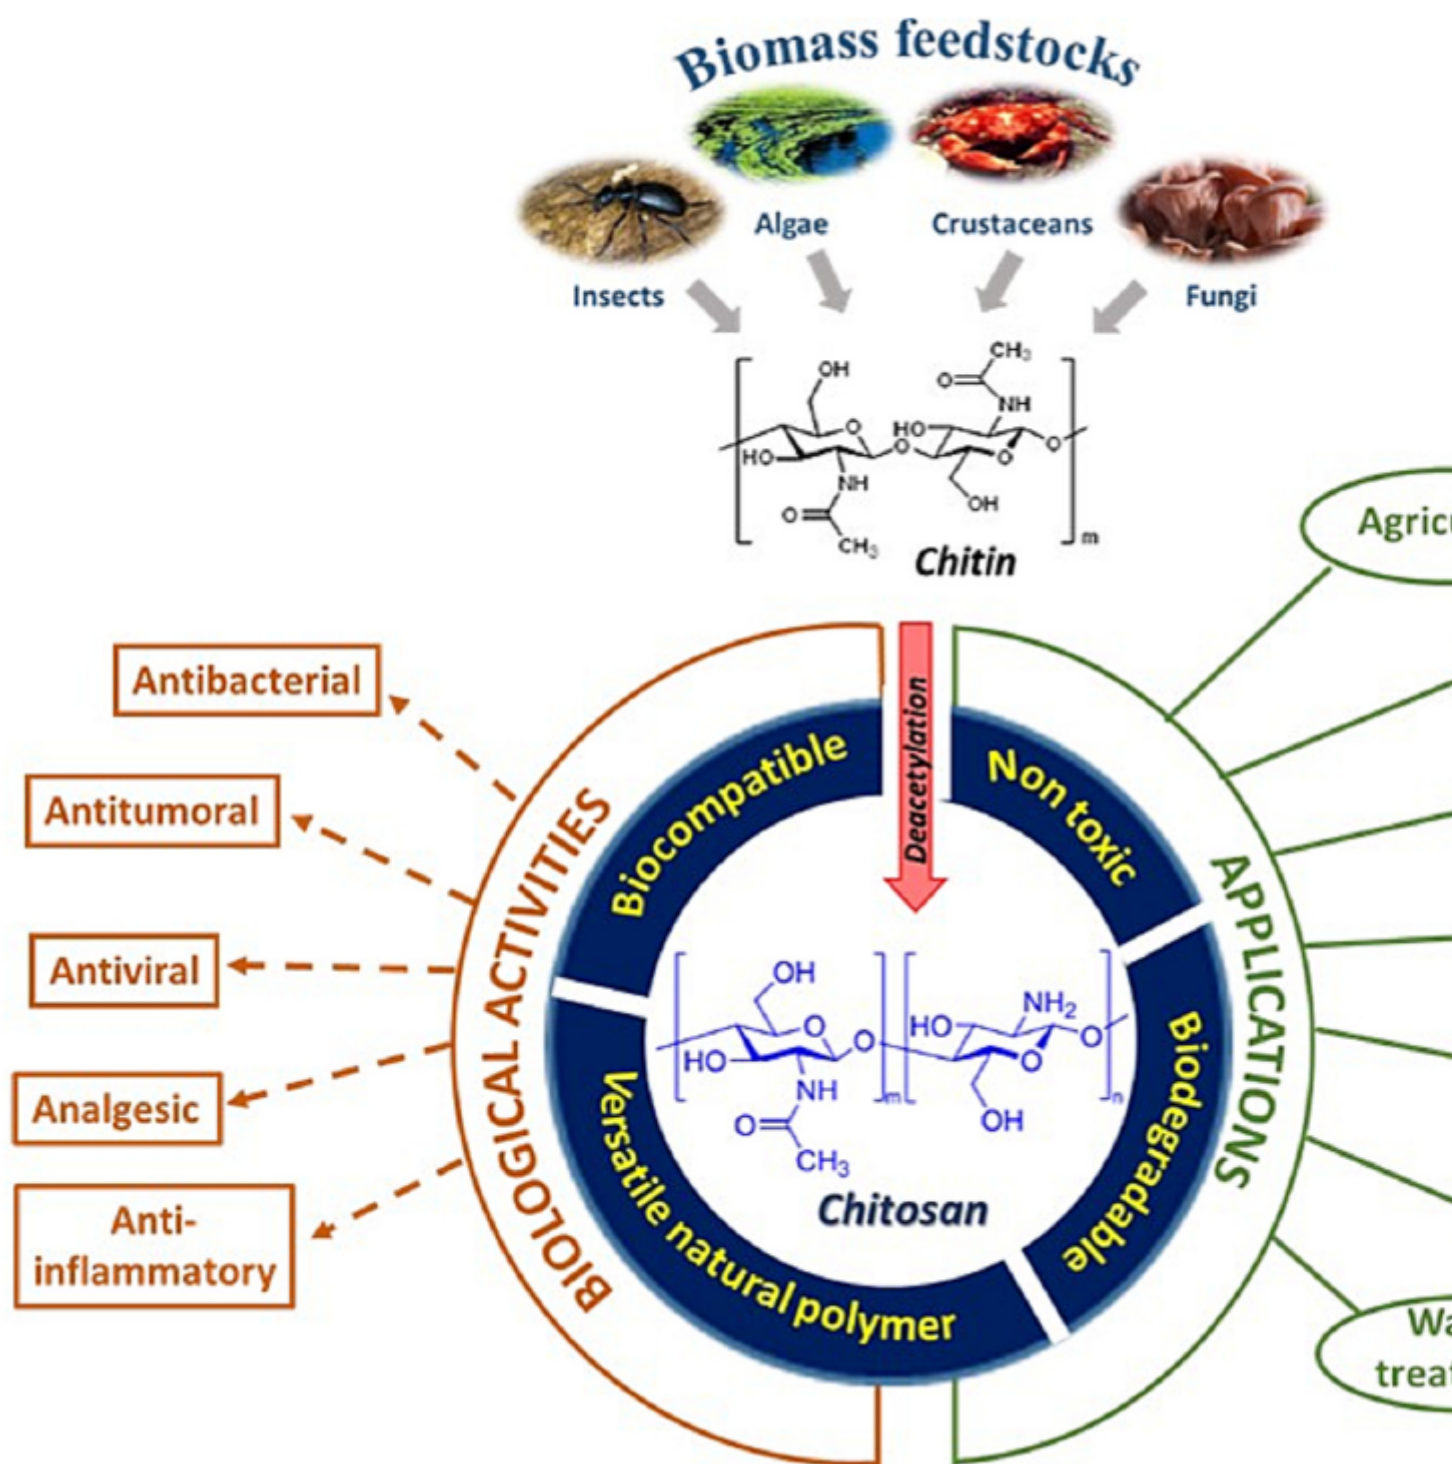 Biomass feedstocks
Algae
Crustaceans
Insects
Fungi
OH
CH3
O
NH
O
HO
O
HO
O
O
NH
OH
O
CH3
m
Chitin
Agricu
Antibacterial
Antitumoral
Antiviral
Analgesic
Anti-
inflammatory
BIOLOGICAL ACTIVITIES
Deacetylation
Biocompatible
Non toxic
Biodegradable
Versatile natural polymer
APPLICATIONS
OH
NH2
O
HO
HO
O
O
O
NH
m
n
O
OH
CH3
Chitosan
Wa
treat